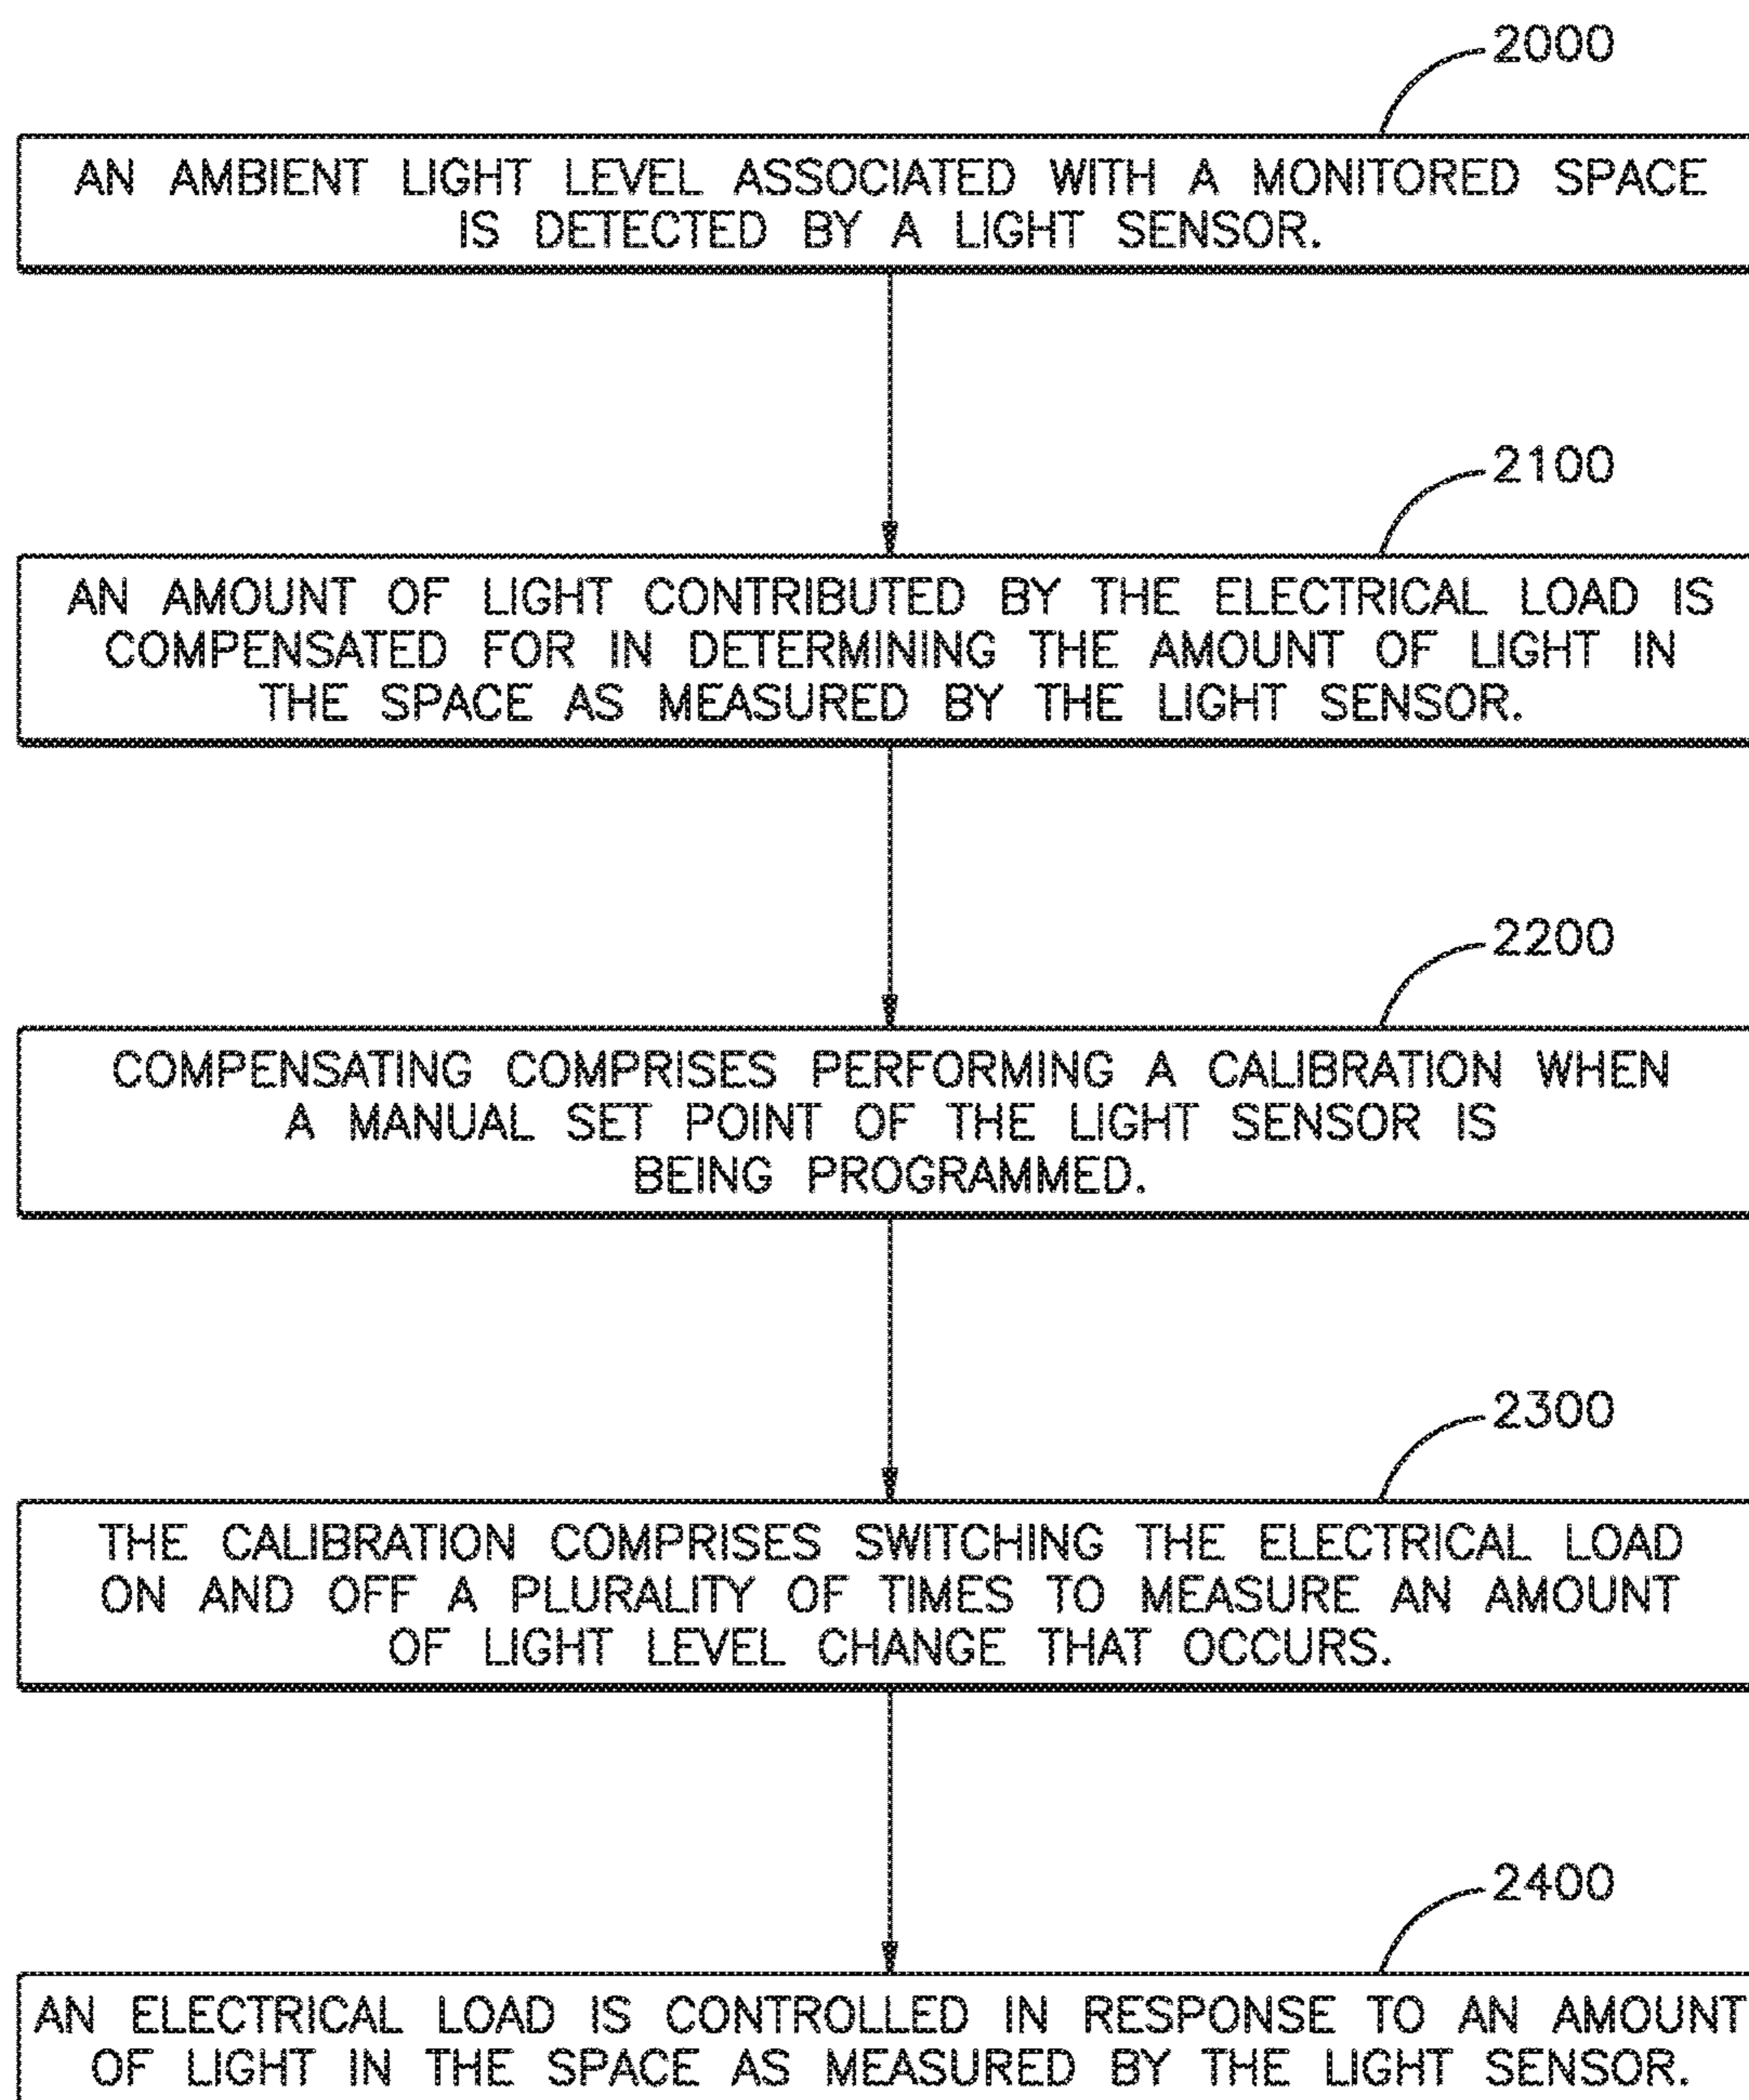 2000
AN AMBIENT LIGHT LEVEL ASSOCIATED WITH A MONITORED SPACE
IS DETECTED BY A LIGHT SENSOR.
2100
AN AMOUNT OF LIGHT CONTRIBUTED BY THE ELECTRICAL LOAD IS
COMPENSATED FOR IN DETERMINING THE AMOUNT OF LIGHT IN
THE SPACE AS MEASURED BY THE LIGHT SENSOR.
2200
COMPENSATING COMPRISES PERFORMING A CALIBRATION WHEN
A MANUAL SET POINT OF THE LIGHT SENSOR IS
BEING PROGRAMMED.
2300
THE CALIBRATION COMPRISES SWITCHING THE ELECTRICAL LOAD
ON AND OFF A PLURALITY OF TIMES TO MEASURE AN AMOUNT
OF LIGHT LEVEL CHANGE THAT OCCURS.
2400
AN ELECTRICAL LOAD IS CONTROLLED IN RESPONSE TO AN AMOUNT
OF LIGHT IN THE SPACE AS MEASURED BY THE LIGHT SENSOR.